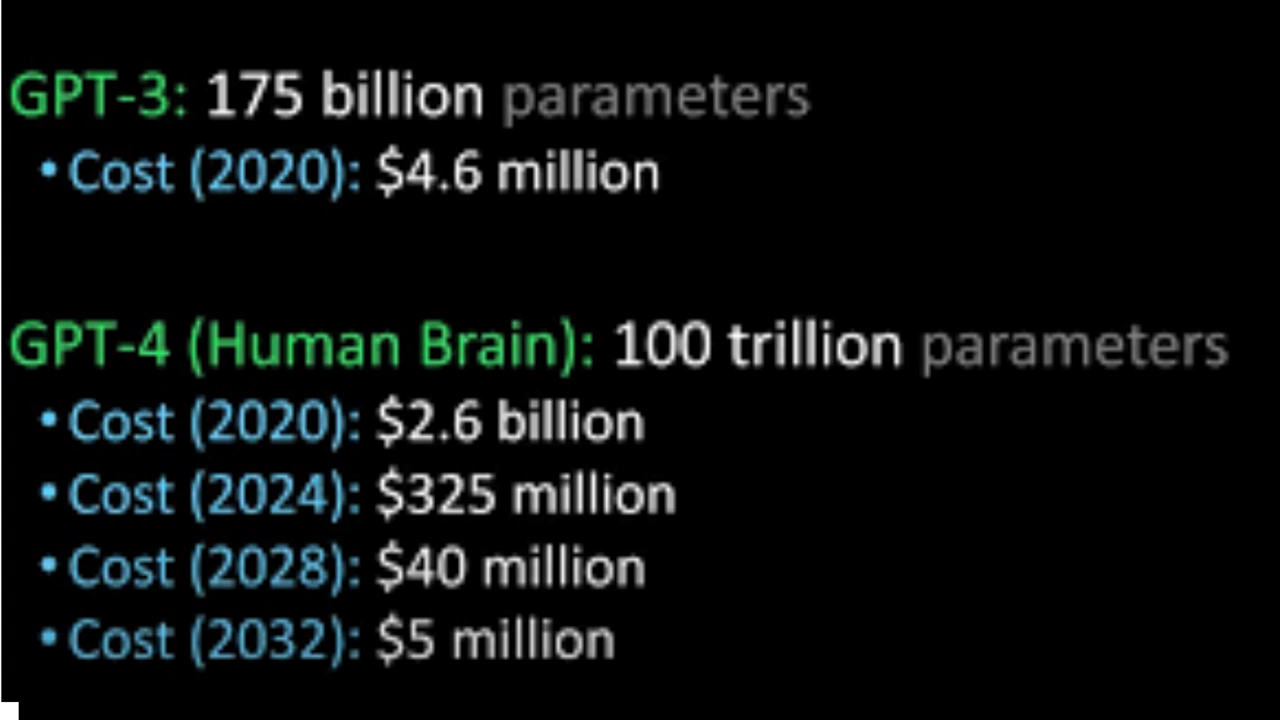 GPT-3: 175 billion parameters
• Cost (2020): $4.6 million
GPT-4 (Human Brain): 100 trillion parameters
• Cost (2020): $2.6 billion
• Cost (2024): $325 million
• Cost (2028): $40 million
• Cost (2032): $5 million